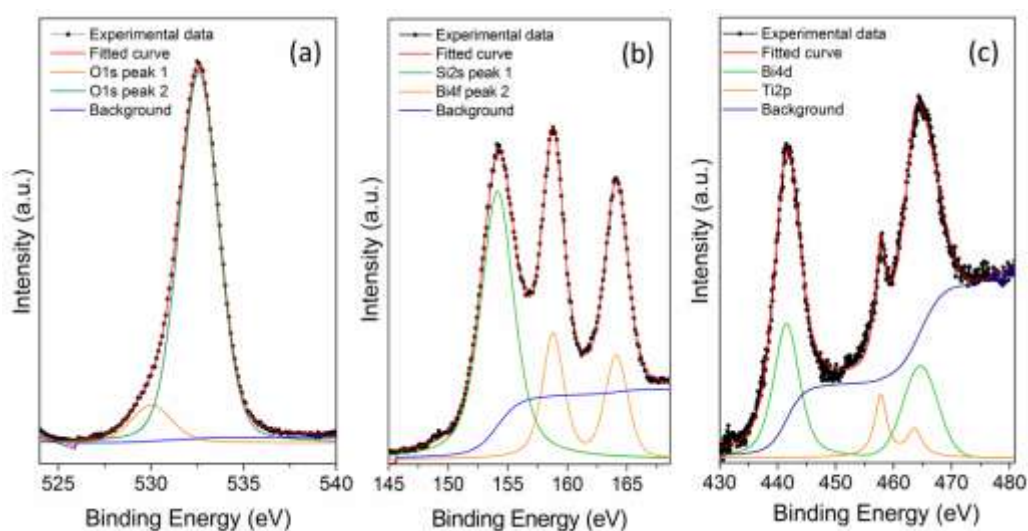 (a)
Experimental data
Fitted curve
O1s peak 1
O1s peak 2
Background
Intensity (a.u.)
525 530 535 540
Binding Energy (eV)
(b)
Experimental data
Fitted curve
Si2s peak 1
Bi4f peak 2
Background
Intensity (a.u.)
145 150 155 160 165
Binding Energy (eV)
(c)
Experimental data
Fitted curve
Bi4d
Ti2p
Background
Intensity (a.u.)
430 440 450 460 470 480
Binding Energy (eV)